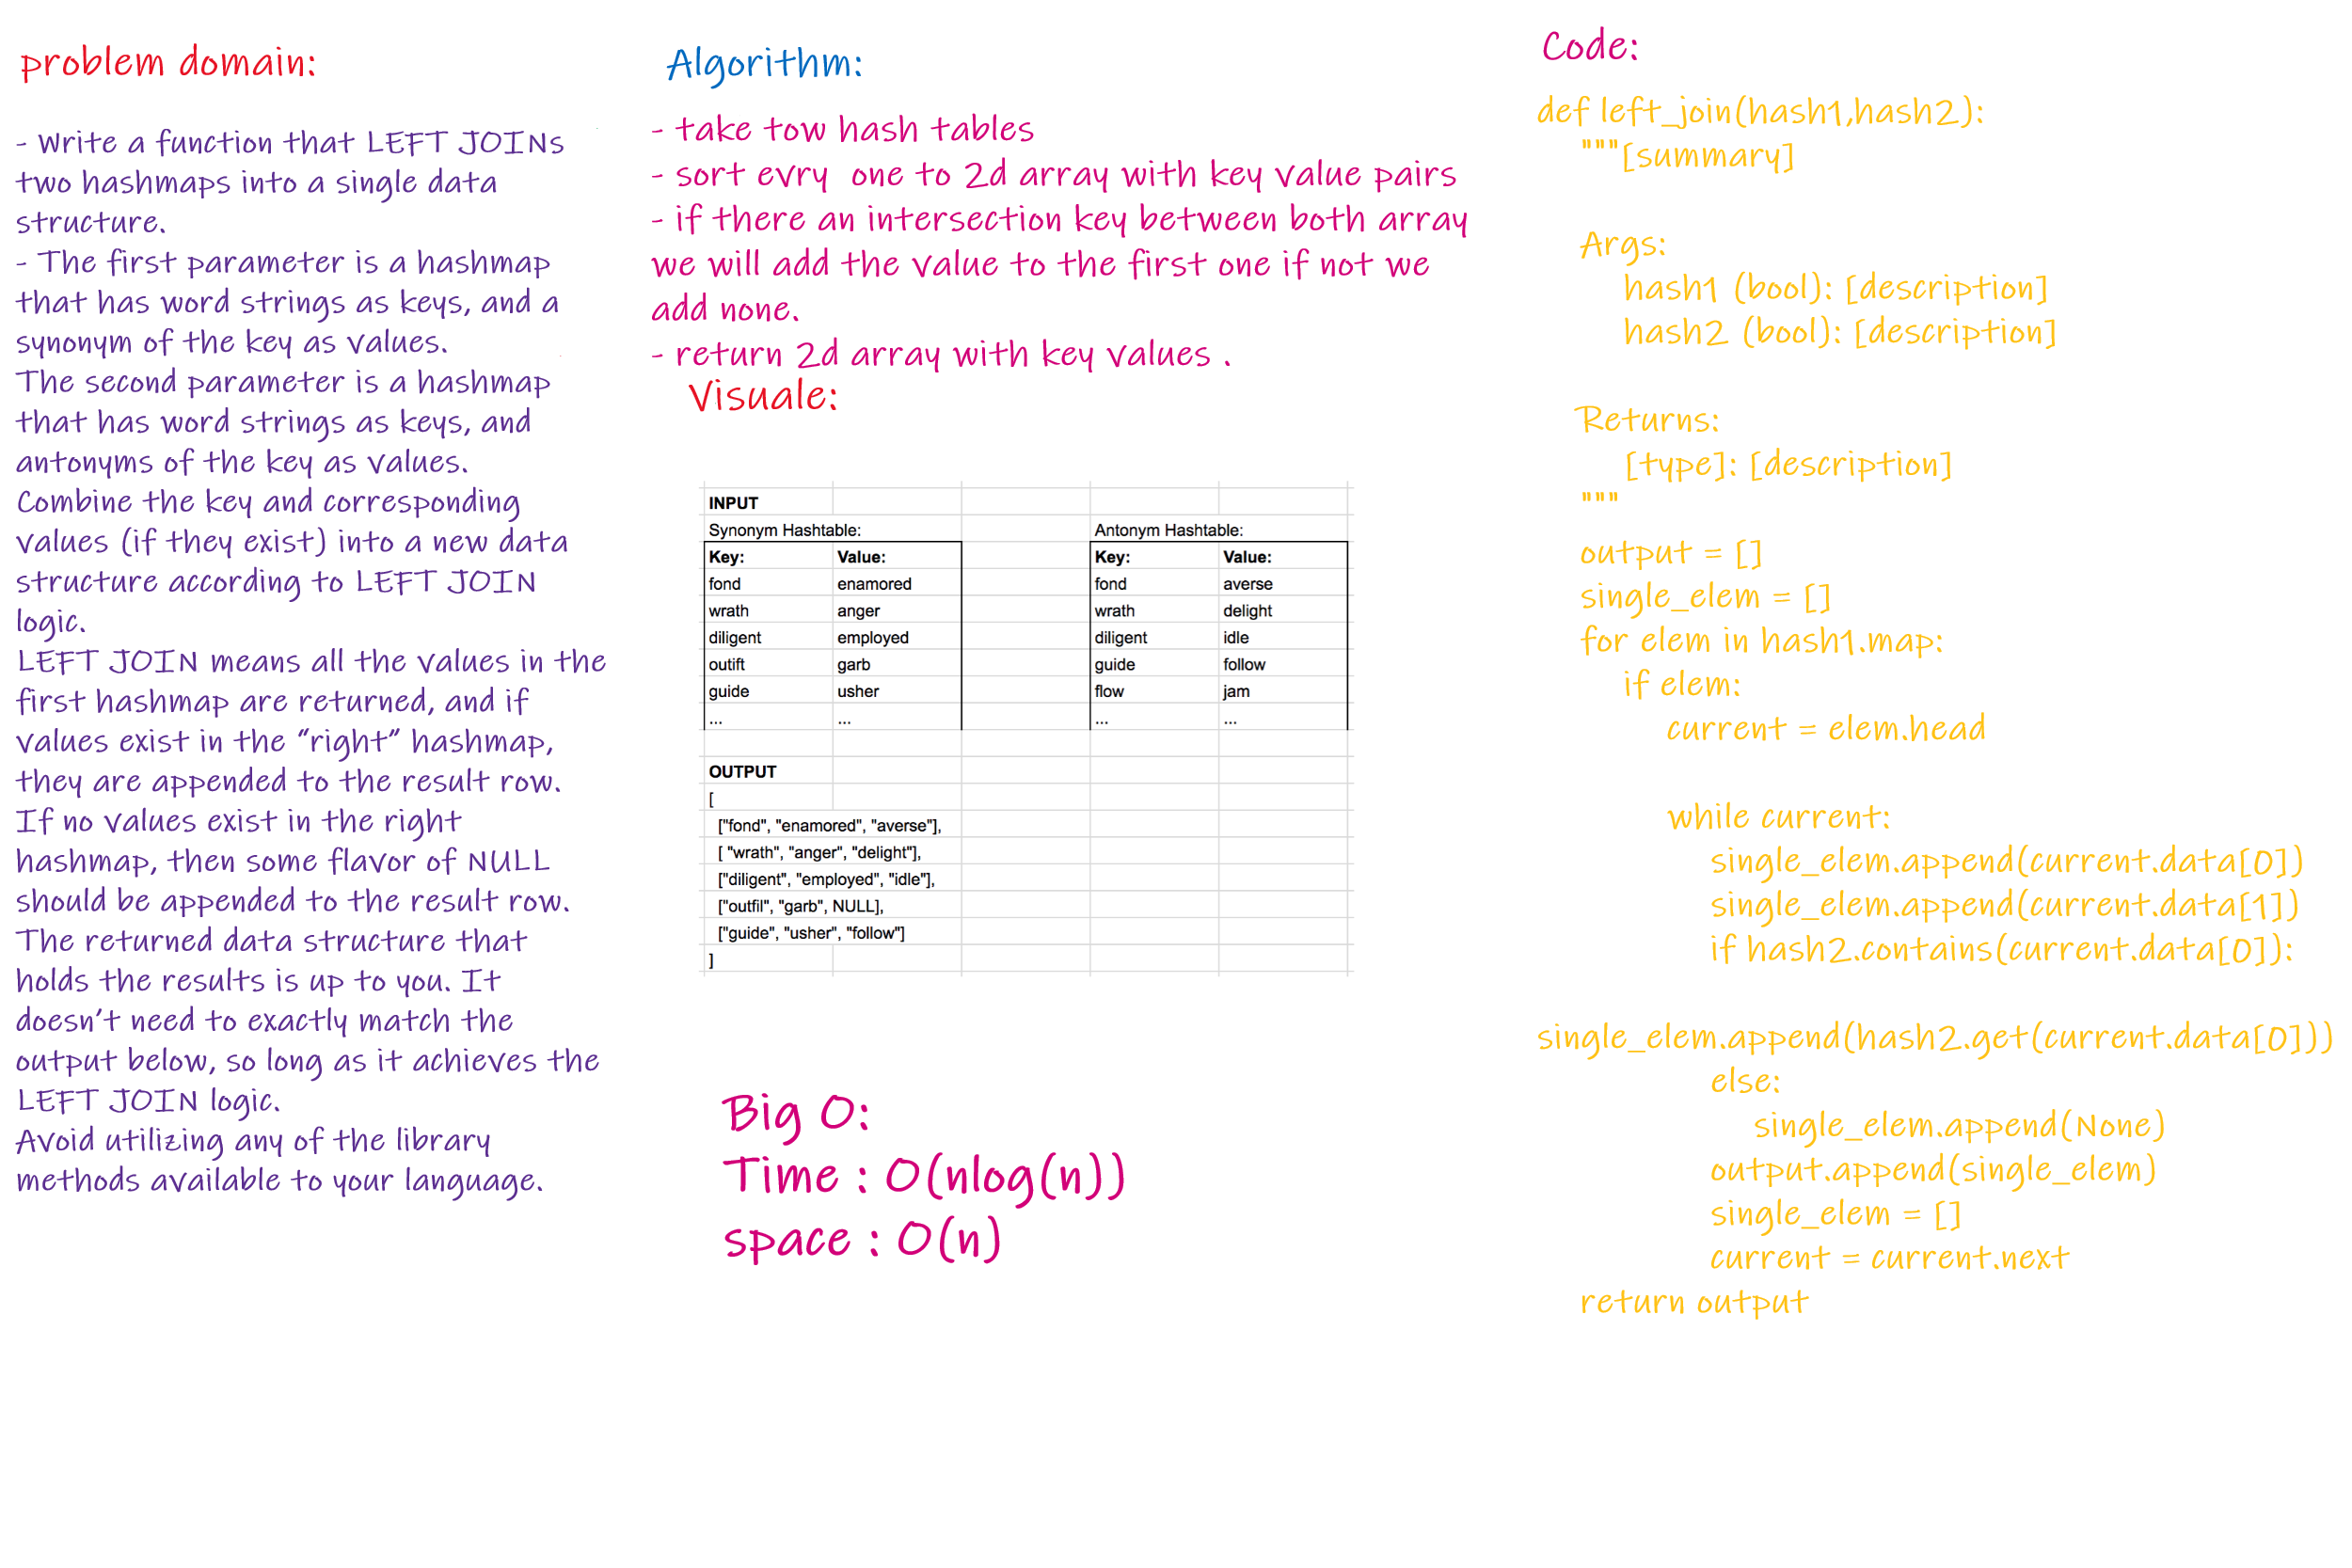 problem domain:
- Write a function that LEFT JOINs
two hashmaps into a single data
structure.
- The first parameter is a hashmap
that has word strings as keys, and a
synonym of the key as values.
The second parameter is a hashmap
that has word strings as keys, and
antonyms of the key as values.
Combine the key and corresponding
values (if they exist) into a new data
structure according to LEFT JOIN
logic.
LEFT JOIN means all the values in the
first hashmap are returned, and if
values exist in the “right” hashmap,
they are appended to the result row.
If no values exist in the right
hashmap, then some flavor of NULL
should be appended to the result row.
The returned data structure that
holds the results is up to you. It
doesn’t need to exactly match the
output below, so long as it achieves the
LEFT JOIN logic.
Avoid utilizing any of the library
methods available to your language.
Algorithm:
- take tow hash tables
- sort evry  one to 2d array with key value pairs
- if there an intersection key between both array
we will add the value to the first one if not we
add none.
- return 2d array with key values .
Visuale:
INPUT
Synonym Hashtable: Antonym Hashtable:
Key: Value: Key: Value:
fond enamored fond averse
wrath anger wrath delight
diligent employed diligent idle
outift garb guide follow
guide usher flow jam
... ... ... ...
OUTPUT
[
["fond", "enamored", "averse"],
[ "wrath", "anger", "delight"],
["diligent", "employed", "idle"],
["outfil", "garb", NULL],
["guide", "usher", "follow"]
]
Big O:
Time : O(nlog(n))
space : O(n)
Code:
def left_join(hash1,hash2):
"""[summary]
Args:
hash1 (bool): [description]
hash2 (bool): [description]
Returns:
[type]: [description]
"""
output = []
single_elem = []
for elem in hash1.map:
if elem:
current = elem.head
while current:
single_elem.append(current.data[0])
single_elem.append(current.data[1])
if hash2.contains(current.data[0]):
single_elem.append(hash2.get(current.data[0]))
else:
single_elem.append(None)
output.append(single_elem)
single_elem = []
current = current.next
return output